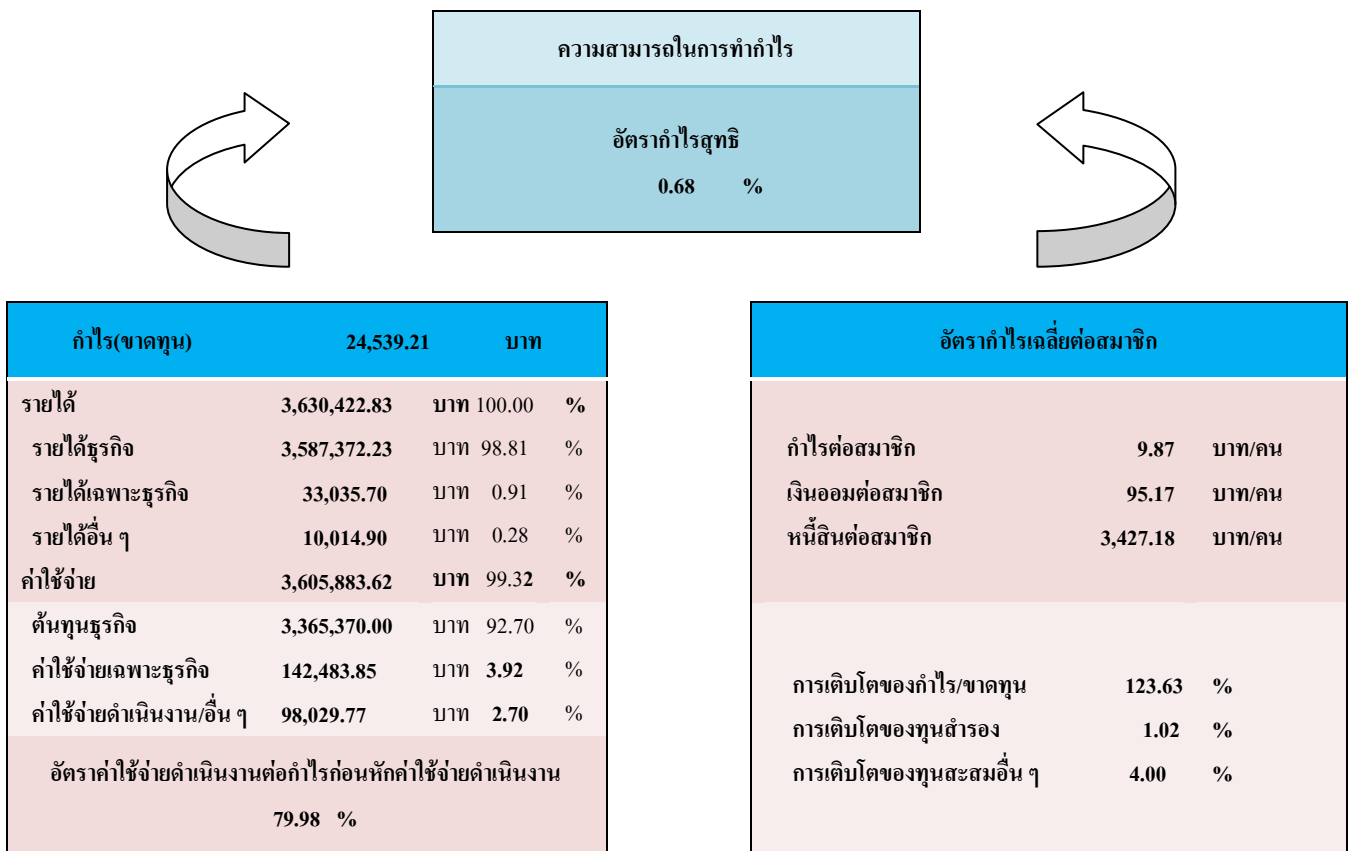 ความสามารถในการทำกำไร
อัตรากำไรสุทธิ
0.68 %
กำไร(ขาดทุน) 24,539.21 บาท
รายได้ 3,630,422.83 บาท 100.00 %
รายได้ธุรกิจ 3,587,372.23 บาท 98.81 %
รายได้เฉพาะธุรกิจ 33,035.70 บาท 0.91 %
รายได้อื่น ๆ 10,014.90 บาท 0.28 %
ค่าใช้จ่าย 3,605,883.62 บาท 99.32 %
ต้นทุนธุรกิจ 3,365,370.00 บาท 92.70 %
ค่าใช้จ่ายเฉพาะธุรกิจ 142,483.85 บาท 3.92 %
ค่าใช้จ่ายดำเนินงาน/อื่น ๆ 98,029.77 บาท 2.70 %
อัตราค่าใช้จ่ายดำเนินงานต่อกำไรก่อนหักค่าใช้จ่ายดำเนินงาน
79.98 %
อัตรากำไรเฉลี่ยต่อสมาชิก
กำไรต่อสมาชิก 9.87 บาท/คน
เงินออมต่อสมาชิก 95.17 บาท/คน
หนี้สินต่อสมาชิก 3,427.18 บาท/คน
การเติบโตของกำไร/ขาดทุน 123.63 %
การเติบโตของทุนสำรอง 1.02 %
การเติบโตของทุนสะสมอื่น ๆ 4.00 %